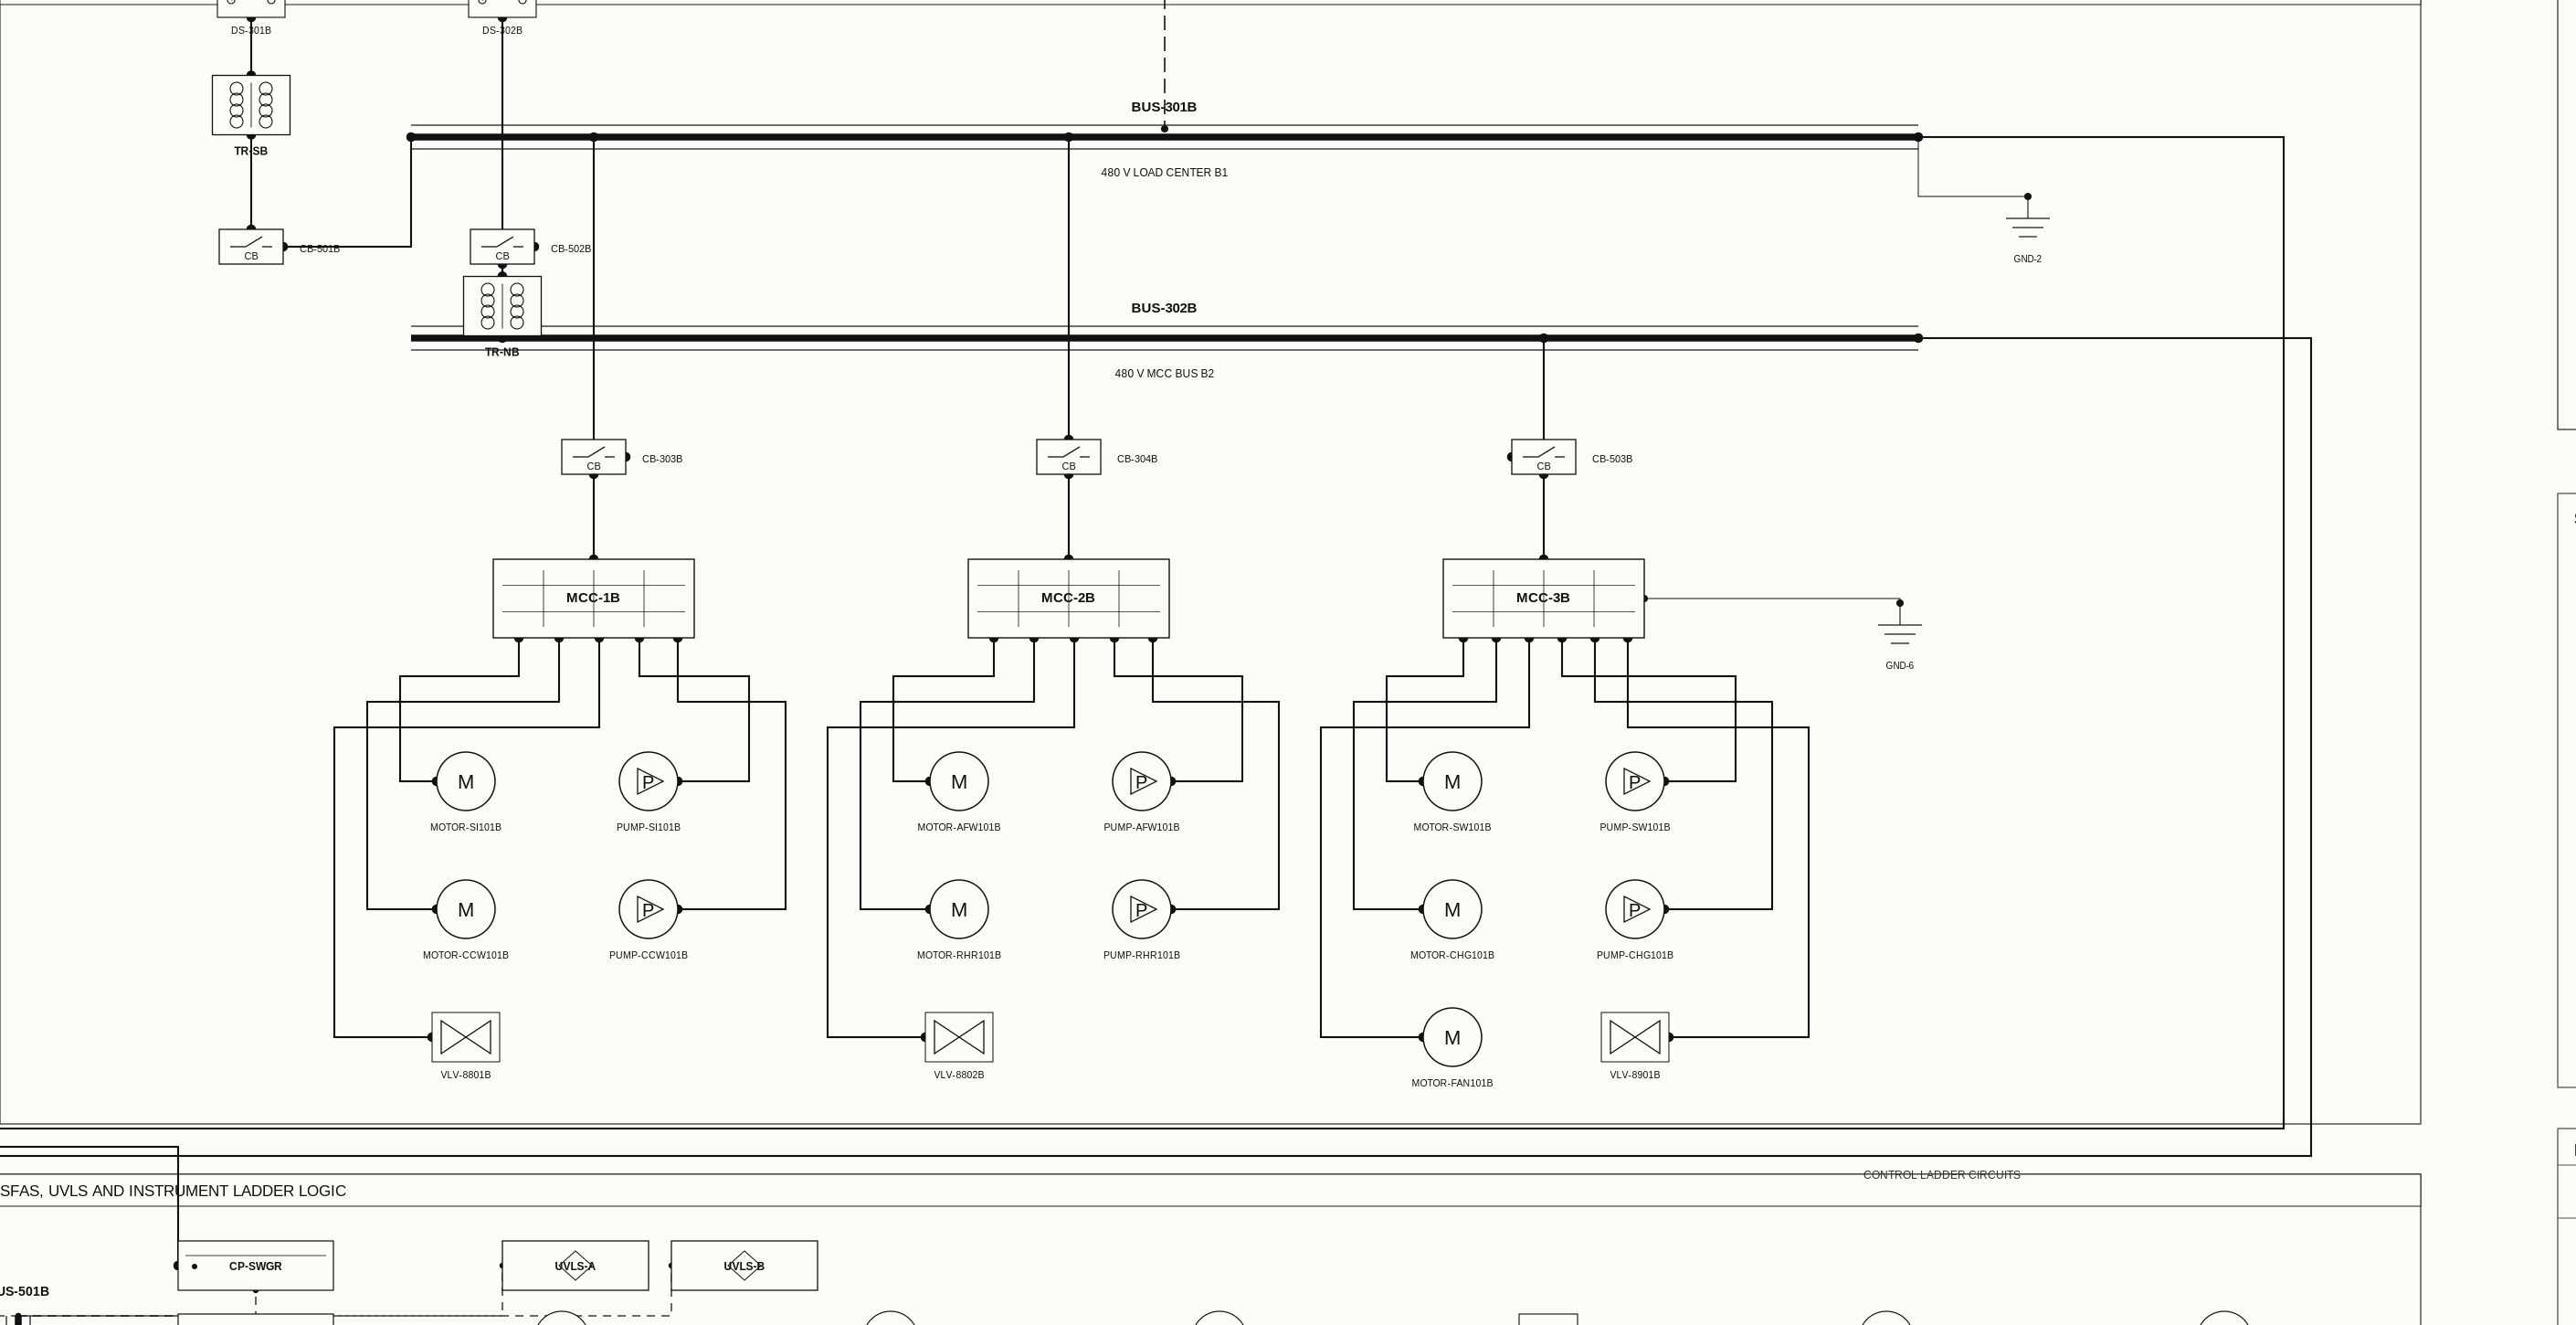 DS-301B
DS-302B
BUS-301B
TR-SB
480 V LOAD CENTER B1
CB
CB-501B
CB
CB-502B
GND-2
BUS-302B
TR-NB
480 V MCC BUS B2
CB
CB-303B
CB
CB-304B
CB
CB-503B
MCC-1B
MCC-2B
MCC-3B
GND-6
M
P
M
P
M
P
MOTOR-SI101B
PUMP-SI101B
MOTOR-AFW101B
PUMP-AFW101B
MOTOR-SW101B
PUMP-SW101B
M
P
M
P
M
P
MOTOR-CCW101B
PUMP-CCW101B
MOTOR-RHR101B
PUMP-RHR101B
MOTOR-CHG101B
PUMP-CHG101B
M
VLV-8801B
VLV-8802B
MOTOR-FAN101B
VLV-8901B
CONTROL LADDER CIRCUITS
SFAS, UVLS AND INSTRUMENT LADDER LOGIC
CP-SWGR
UVLS-A
UVLS-B
US-501B